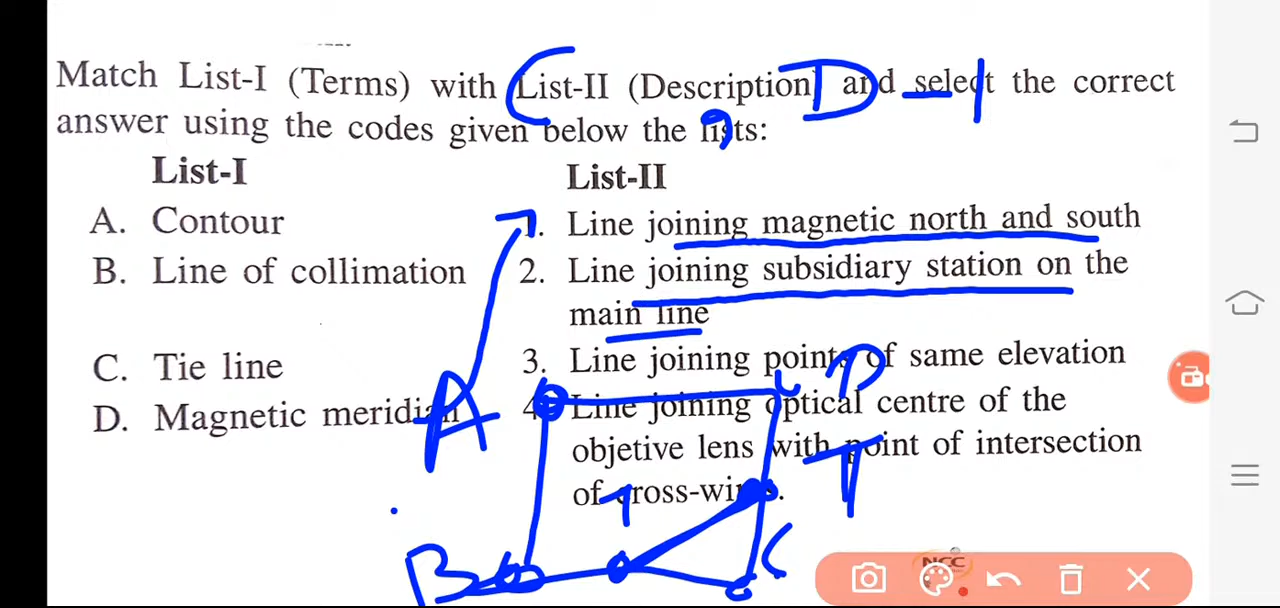 Match List-I (Terms) with List-II (Description) and select the correct
answer using the codes given below the lists:
List-I
List-II
A. Contour
1. Line joining magnetic north and south
B. Line of collimation
2. Line joining subsidiary station on the
main line
C. Tie line
3. Line joining points of same elevation
D. Magnetic meridian
4. Line joining optical centre of the
objetive lens with point of intersection
of cross-wires.
C D
A
B
C
D
T
T
NCC